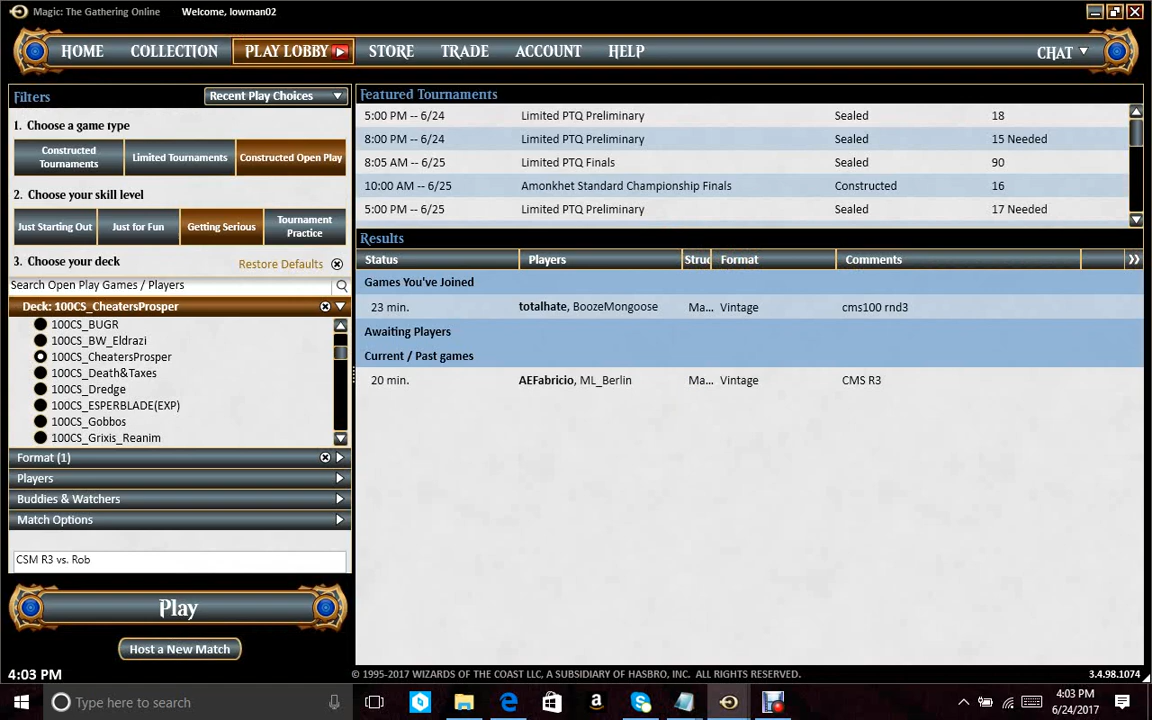 Magic: The Gathering Online Welcome, lowman02
HOME COLLECTION PLAY LOBBY STORE TRADE ACCOUNT HELP CHAT
Filters Recent Play Choices
1. Choose a game type
Constructed Tournaments Limited Tournaments Constructed Open Play
2. Choose your skill level
Just Starting Out Just for Fun Getting Serious Tournament Practice
3. Choose your deck Restore Defaults
Search Open Play Games / Players
Deck: 100CS_CheatersProsper
100CS_BUGR
100CS_BW_Eldrazi
100CS_CheatersProsper
100CS_Death&Taxes
100CS_Dredge
100CS_ESPERBLADE(EXP)
100CS_Gobbos
100CS_Grixis_Reanim
Format (1)
Players
Buddies & Watchers
Match Options
CSM R3 vs. Rob
Play
Host a New Match
4:03 PM
Featured Tournaments
5:00 PM -- 6/24 Limited PTQ Preliminary Sealed 18
8:00 PM -- 6/24 Limited PTQ Preliminary Sealed 15 Needed
8:05 AM -- 6/25 Limited PTQ Finals Sealed 90
10:00 AM -- 6/25 Amonkhet Standard Championship Finals Constructed 16
5:00 PM -- 6/25 Limited PTQ Preliminary Sealed 17 Needed
Results
Status Players Struc Format Comments
Games You've Joined
23 min. totalhate, BoozeMongoose Ma... Vintage cms100 rnd3
Awaiting Players
Current / Past games
20 min. AEFabricio, ML_Berlin Ma... Vintage CMS R3
© 1995-2017 WIZARDS OF THE COAST LLC, A SUBSIDIARY OF HASBRO, INC. ALL RIGHTS RESERVED. 3.4.98.1074
Type here to search
4:03 PM
6/24/2017